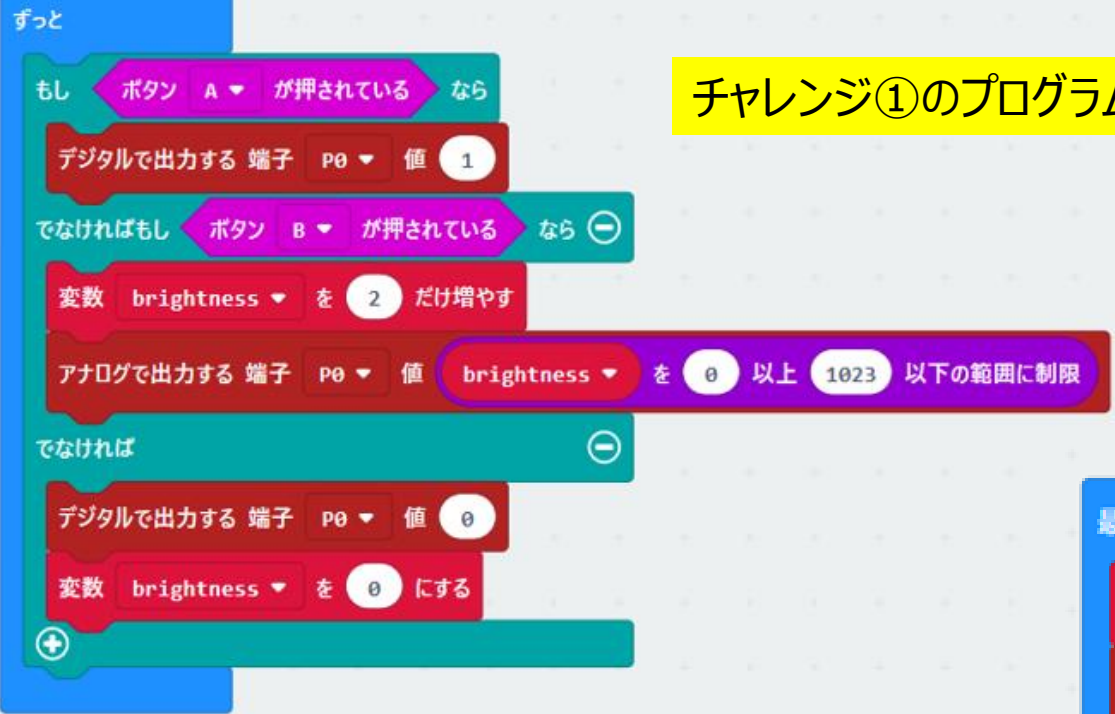 ずっと
もし ボタン A が押されている なら
チャレンジ①のプログラム
デジタルで出力する 端子 P0 値 1
でなければもし ボタン B が押されている なら
変数 brightness を 2 だけ増やす
アナログで出力する 端子 P0 値 brightness を 0 以上 1023 以下の範囲に制限
でなければ
デジタルで出力する 端子 P0 値 0
変数 brightness を 0 にする